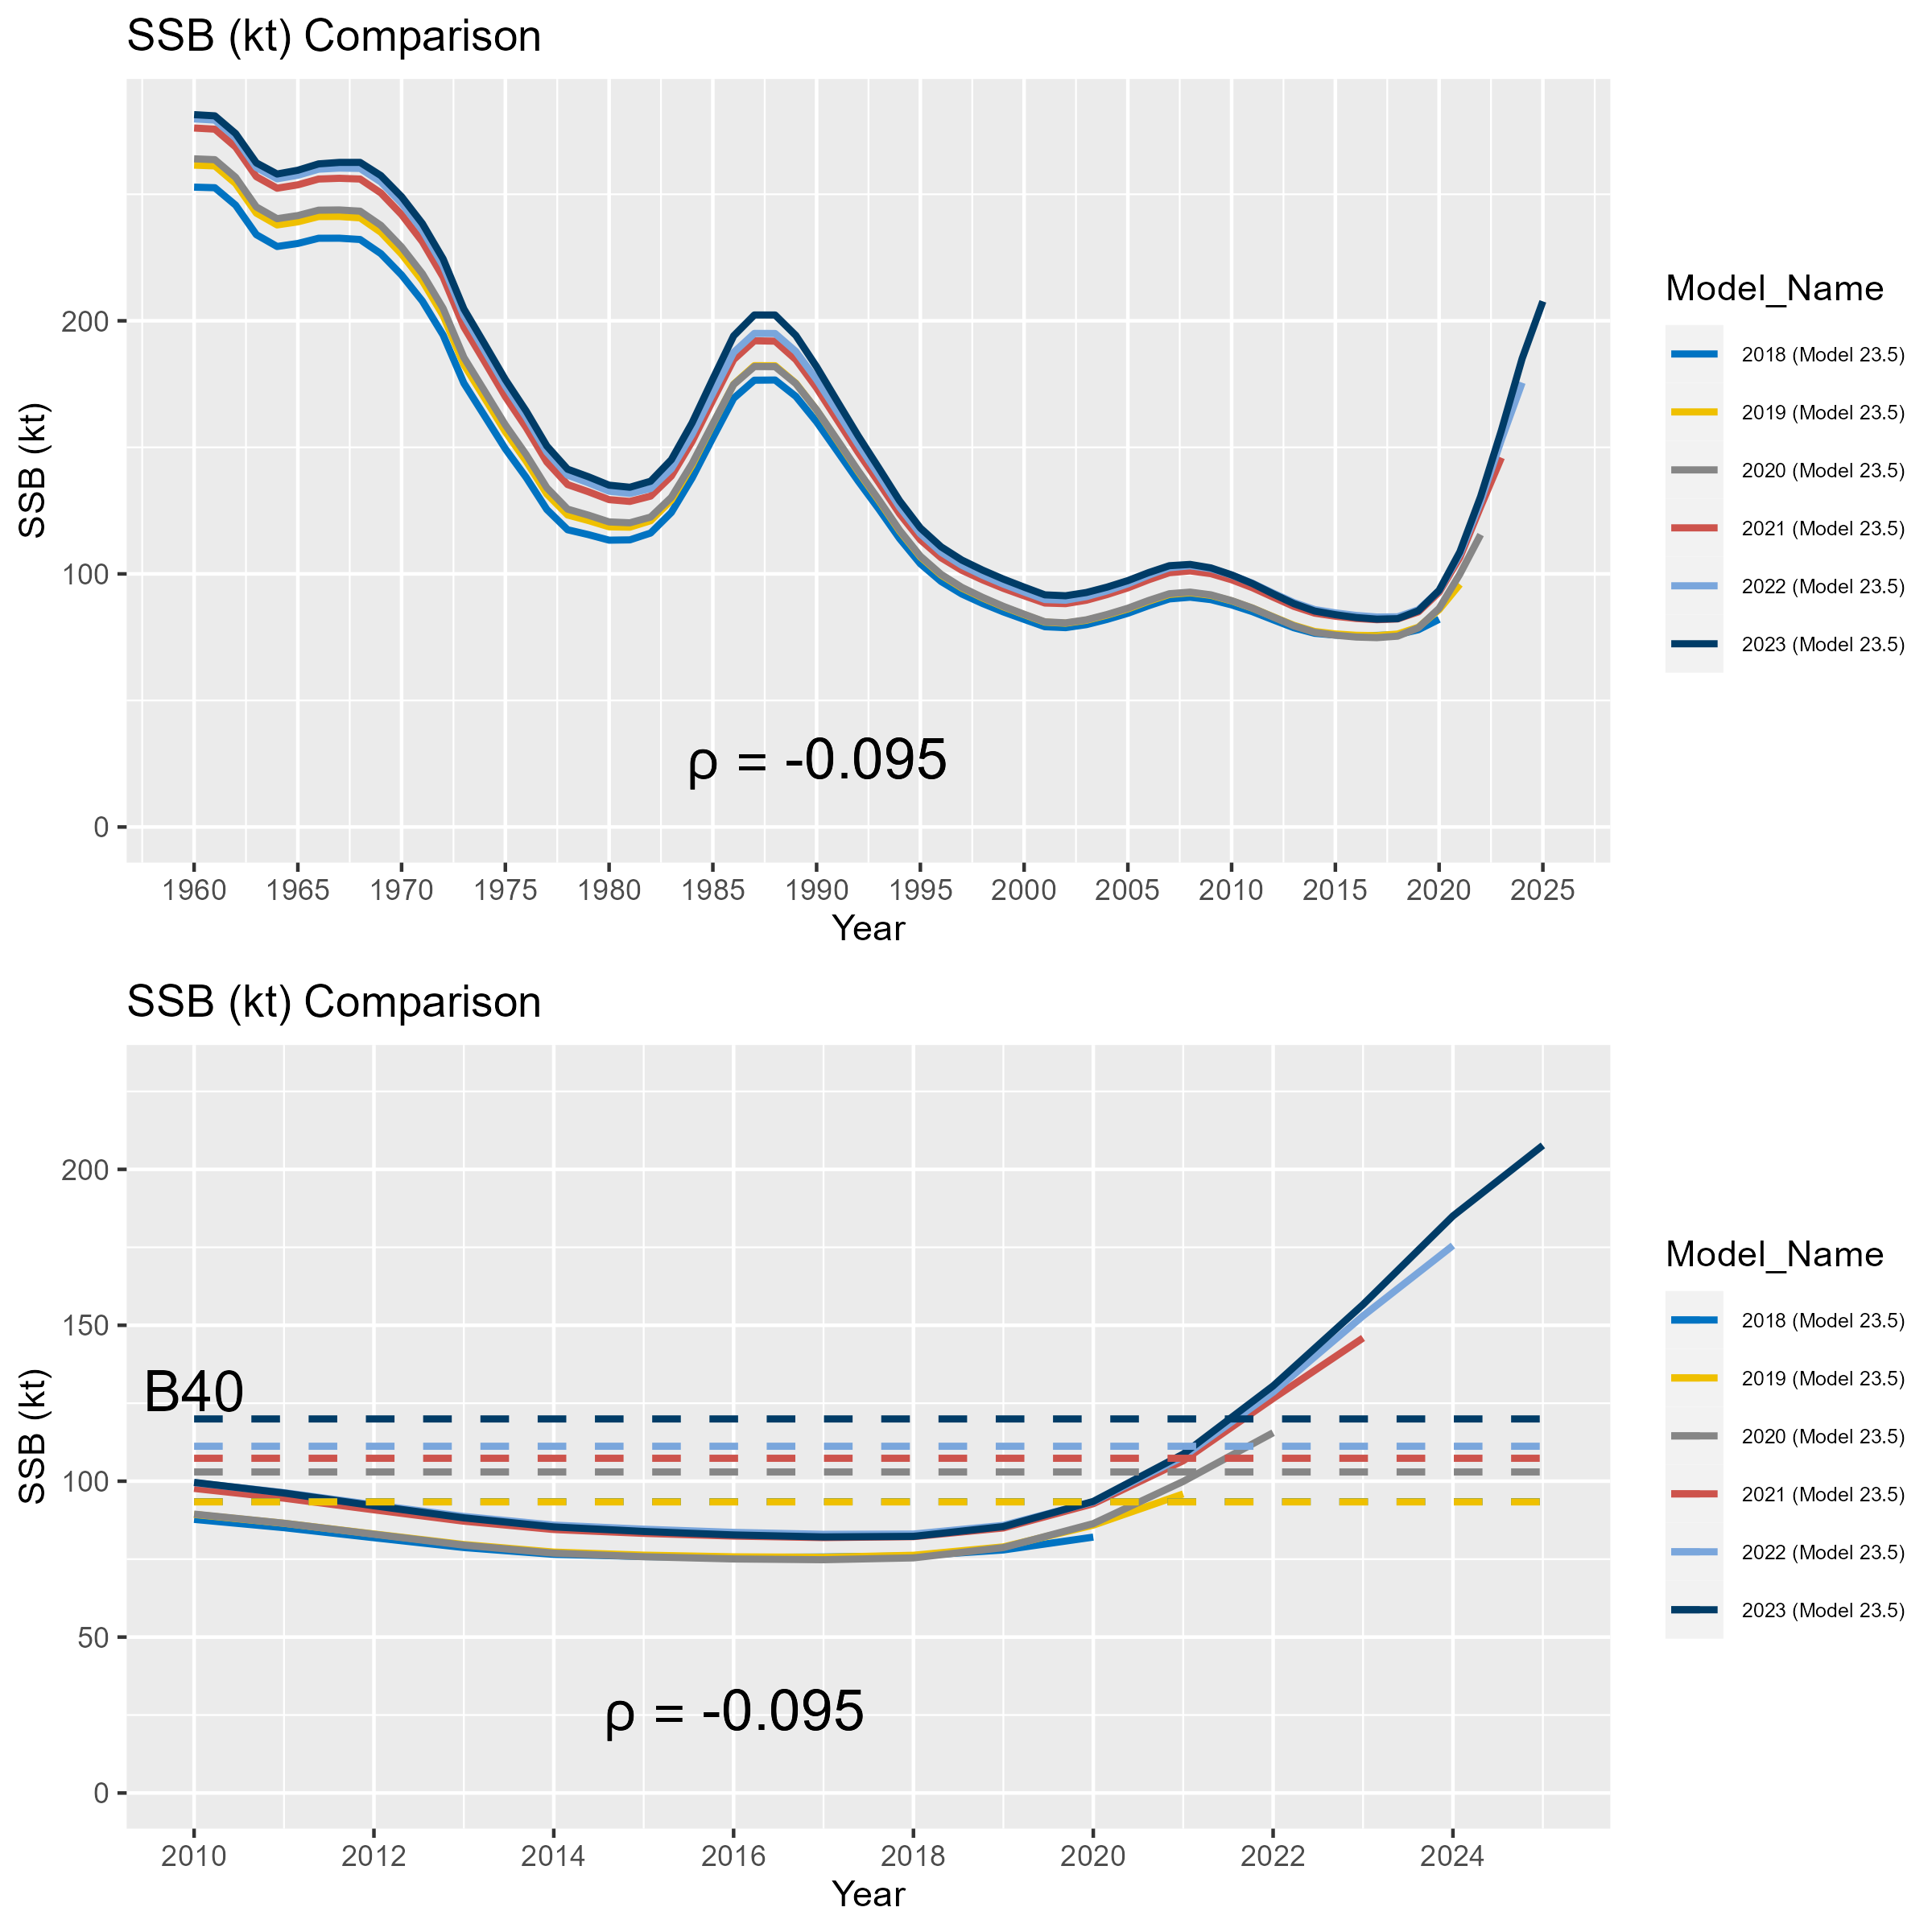 SSB (kt) Comparison
SSB (kt)
200
100
0
ρ = -0.095
1960 1965 1970 1975 1980 1985 1990 1995 2000 2005 2010 2015 2020 2025
Year
Model_Name
2018 (Model 23.5)
2019 (Model 23.5)
2020 (Model 23.5)
2021 (Model 23.5)
2022 (Model 23.5)
2023 (Model 23.5)
SSB (kt) Comparison
SSB (kt)
200
150
100
50
0
B40
ρ = -0.095
2010 2012 2014 2016 2018 2020 2022 2024
Year
Model_Name
2018 (Model 23.5)
2019 (Model 23.5)
2020 (Model 23.5)
2021 (Model 23.5)
2022 (Model 23.5)
2023 (Model 23.5)